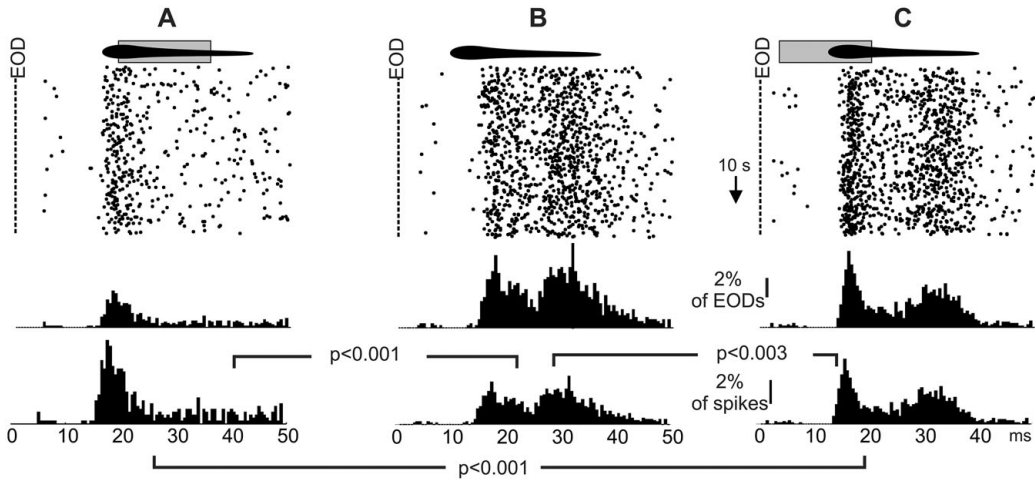 A B C
EOD EOD EOD
10 s
2%
of EODs
p<0.001 p<0.003
2%
of spikes
0 10 20 30 40 50 0 10 20 30 40 50 0 10 20 30 40 ms
p<0.001